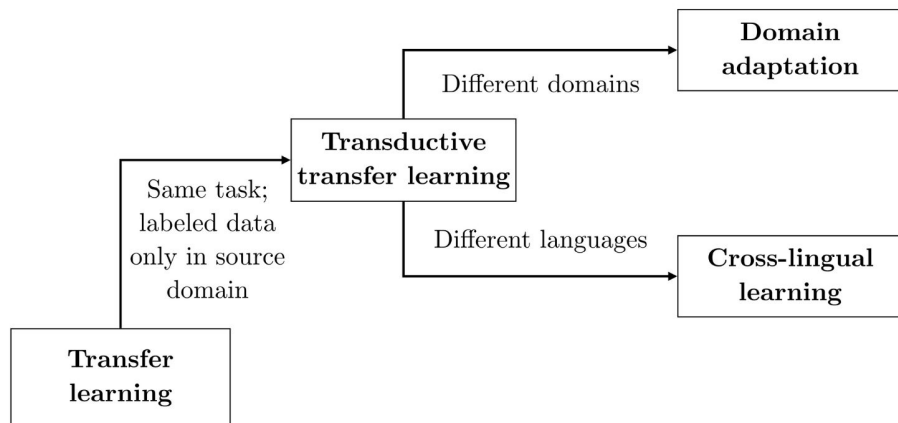 Domain
adaptation
Different domains
Transductive
transfer learning
Same task;
labeled data
only in source
domain
Different languages
Cross-lingual
learning
Transfer
learning